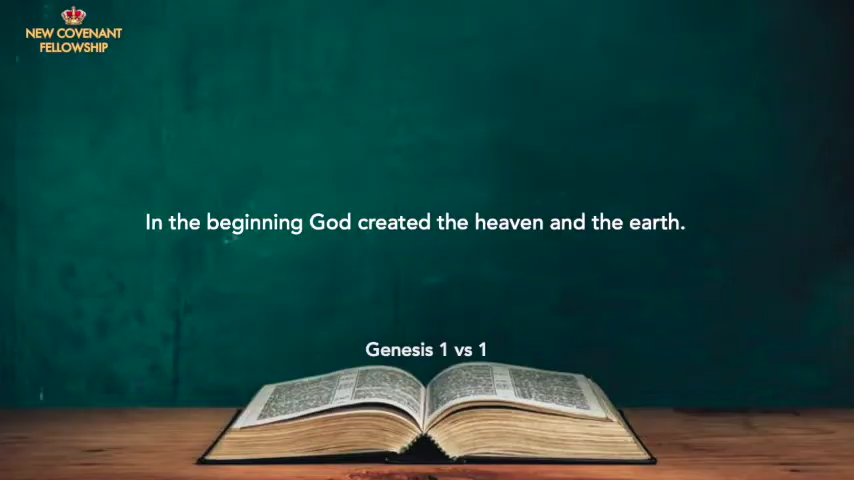 NEW COVENANT
FELLOWSHIP
In the beginning God created the heaven and the earth.
Genesis 1 vs 1